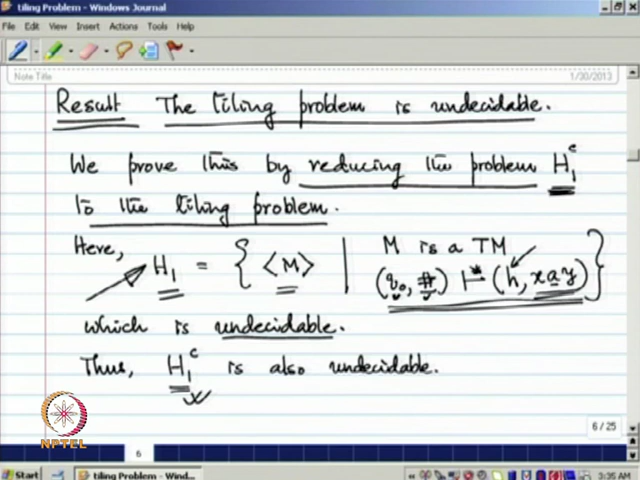 tiling Problem - Windows Journal
File Edit View Insert Actions Tools Help
Note Title
1/30/2013
Result The tiling problem is undecidable.
We prove this by reducing the problem H₁ᶜ
to the tiling problem.
Here,
H₁ = { ⟨M⟩ | M is a TM
(q₀, #) ⊢* (h, xay) }
which is undecidable.
Thus, H₁ᶜ is also undecidable.
NPTEL
6 / 25
6
Start
tiling Problem - Wind...
3:35 AM